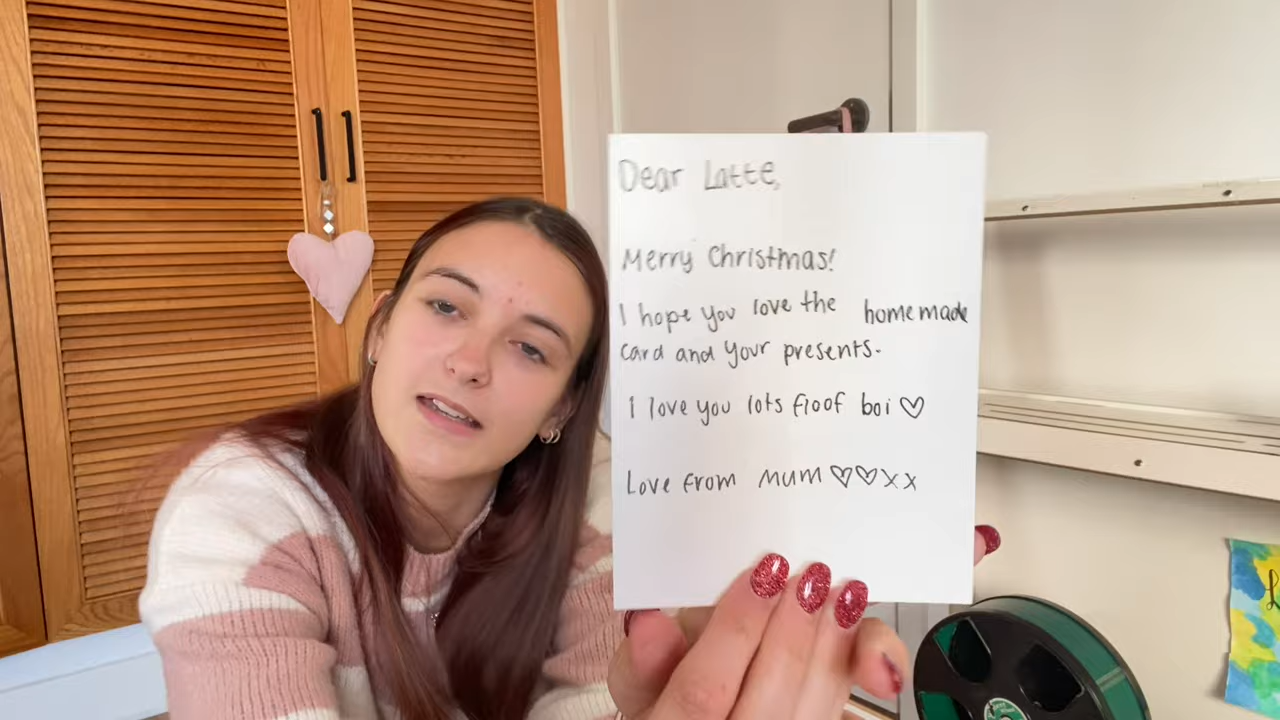 Dear Latte,
Merry Christmas!
I hope you love the homemade
card and your presents.
I love you lots floof boi ♡
Love from Mum ♡♡xx